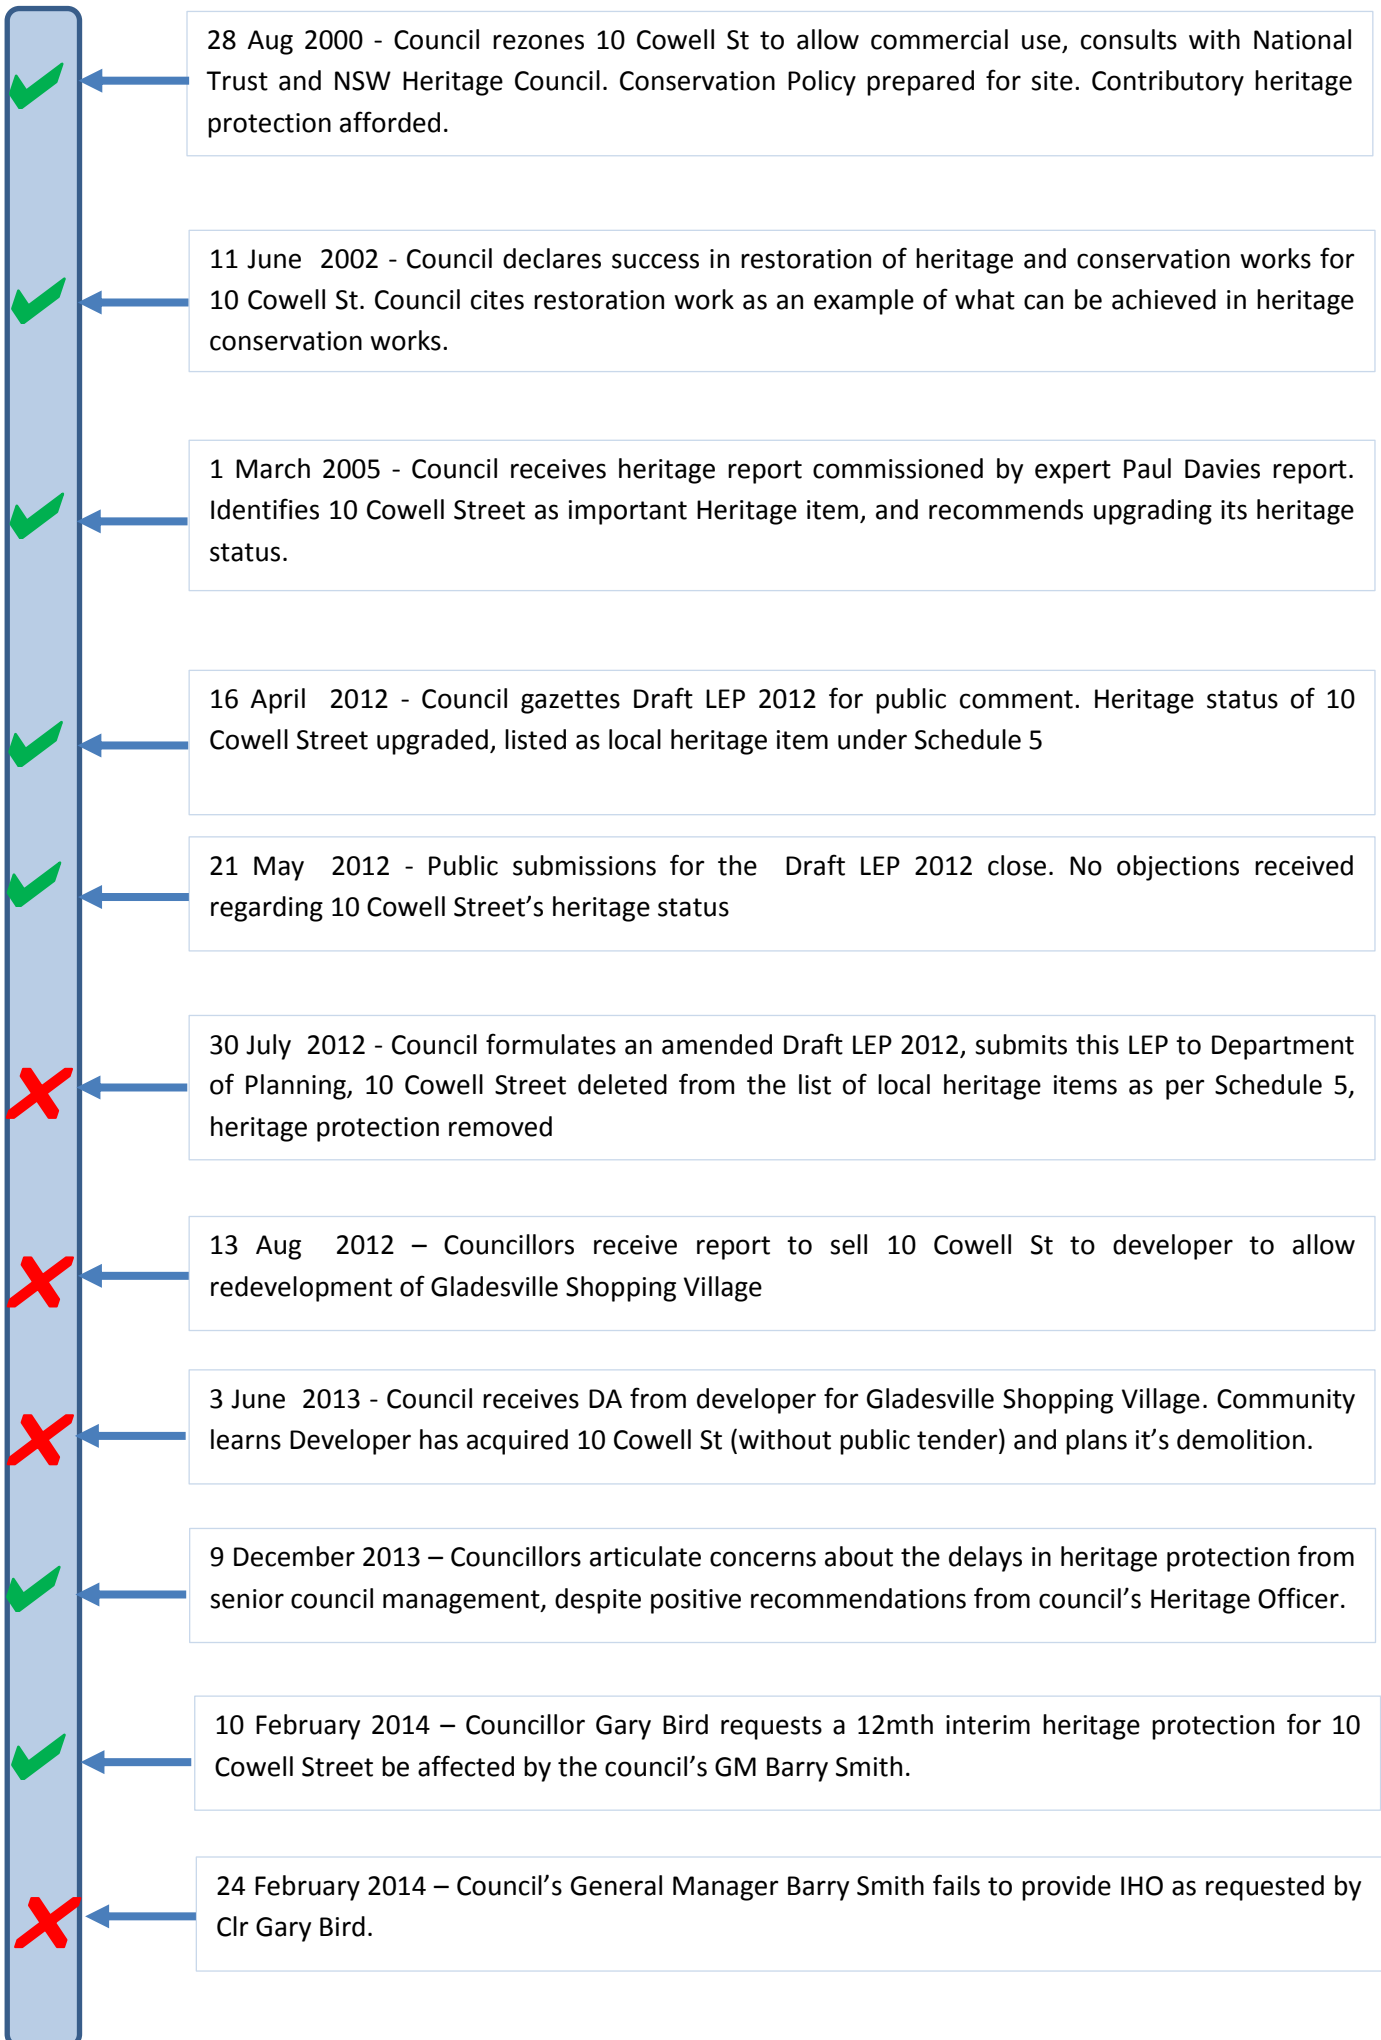 28 Aug 2000 - Council rezones 10 Cowell St to allow commercial use, consults with National
Trust and NSW Heritage Council. Conservation Policy prepared for site. Contributory heritage
protection afforded.
11 June 2002 - Council declares success in restoration of heritage and conservation works for
10 Cowell St. Council cites restoration work as an example of what can be achieved in heritage
conservation works.
1 March 2005 - Council receives heritage report commissioned by expert Paul Davies report.
Identifies 10 Cowell Street as important Heritage item, and recommends upgrading its heritage
status.
16 April 2012 - Council gazettes Draft LEP 2012 for public comment. Heritage status of 10
Cowell Street upgraded, listed as local heritage item under Schedule 5
21 May 2012 - Public submissions for the Draft LEP 2012 close. No objections received
regarding 10 Cowell Street’s heritage status
30 July 2012 - Council formulates an amended Draft LEP 2012, submits this LEP to Department
of Planning, 10 Cowell Street deleted from the list of local heritage items as per Schedule 5,
heritage protection removed
13 Aug 2012 – Councillors receive report to sell 10 Cowell St to developer to allow
redevelopment of Gladesville Shopping Village
3 June 2013 - Council receives DA from developer for Gladesville Shopping Village. Community
learns Developer has acquired 10 Cowell St (without public tender) and plans it’s demolition.
9 December 2013 – Councillors articulate concerns about the delays in heritage protection from
senior council management, despite positive recommendations from council’s Heritage Officer.
10 February 2014 – Councillor Gary Bird requests a 12mth interim heritage protection for 10
Cowell Street be affected by the council’s GM Barry Smith.
24 February 2014 – Council’s General Manager Barry Smith fails to provide IHO as requested by
Clr Gary Bird.